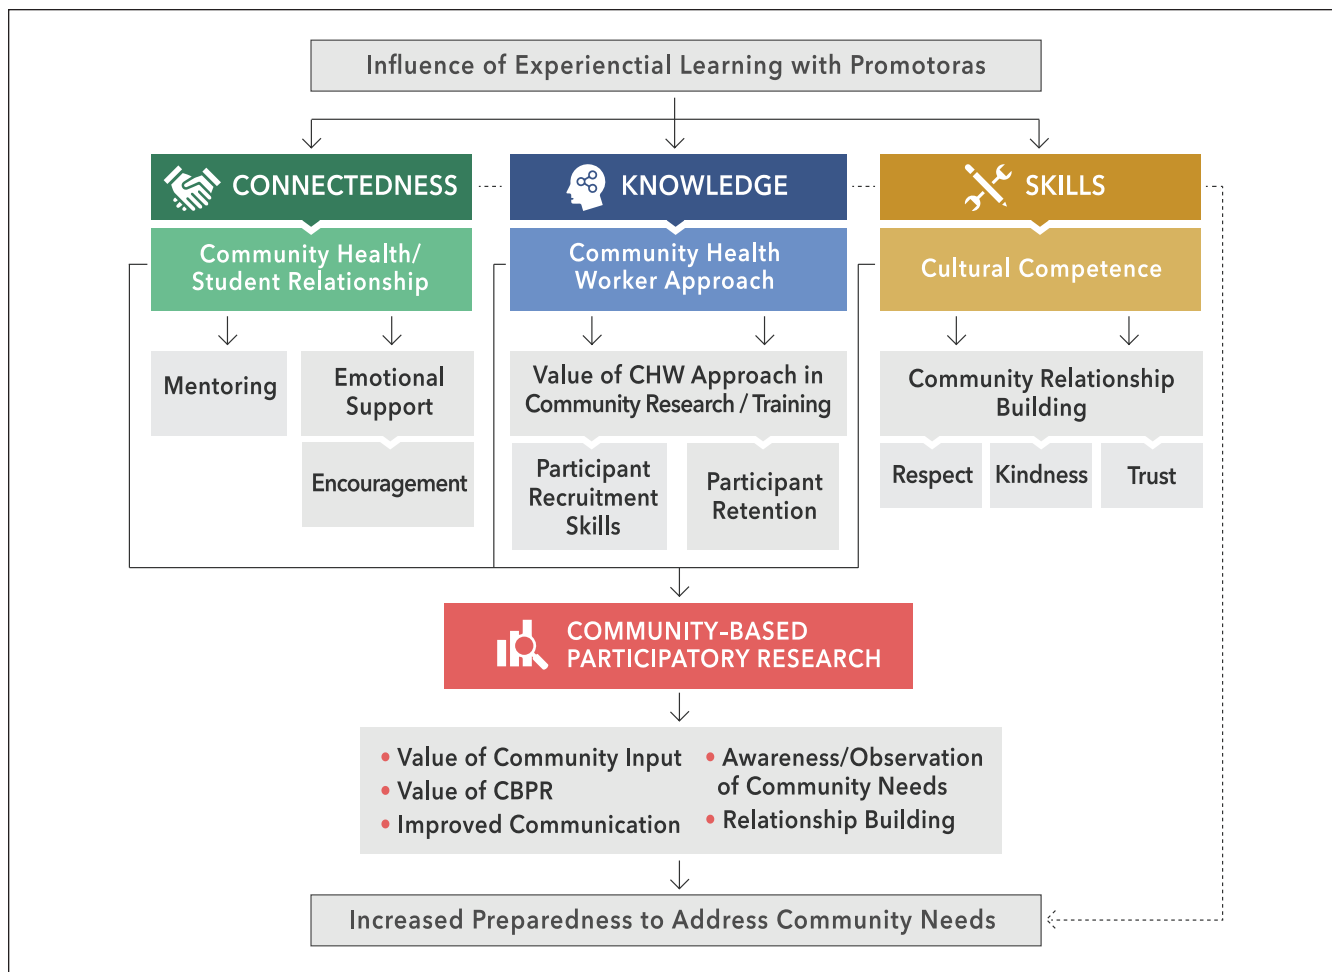 Influence of Experienctial Learning with Promotoras
CONNECTEDNESS
KNOWLEDGE
SKILLS
Community Health/
Student Relationship
Community Health
Worker Approach
Cultural Competence
Mentoring
Emotional
Support
Encouragement
Value of CHW Approach in
Community Research / Training
Participant
Recruitment
Skills
Participant
Retention
Community Relationship
Building
Respect
Kindness
Trust
COMMUNITY-BASED
PARTICIPATORY RESEARCH
• Value of Community Input
• Value of CBPR
• Improved Communication
• Awareness/Observation
of Community Needs
• Relationship Building
Increased Preparedness to Address Community Needs